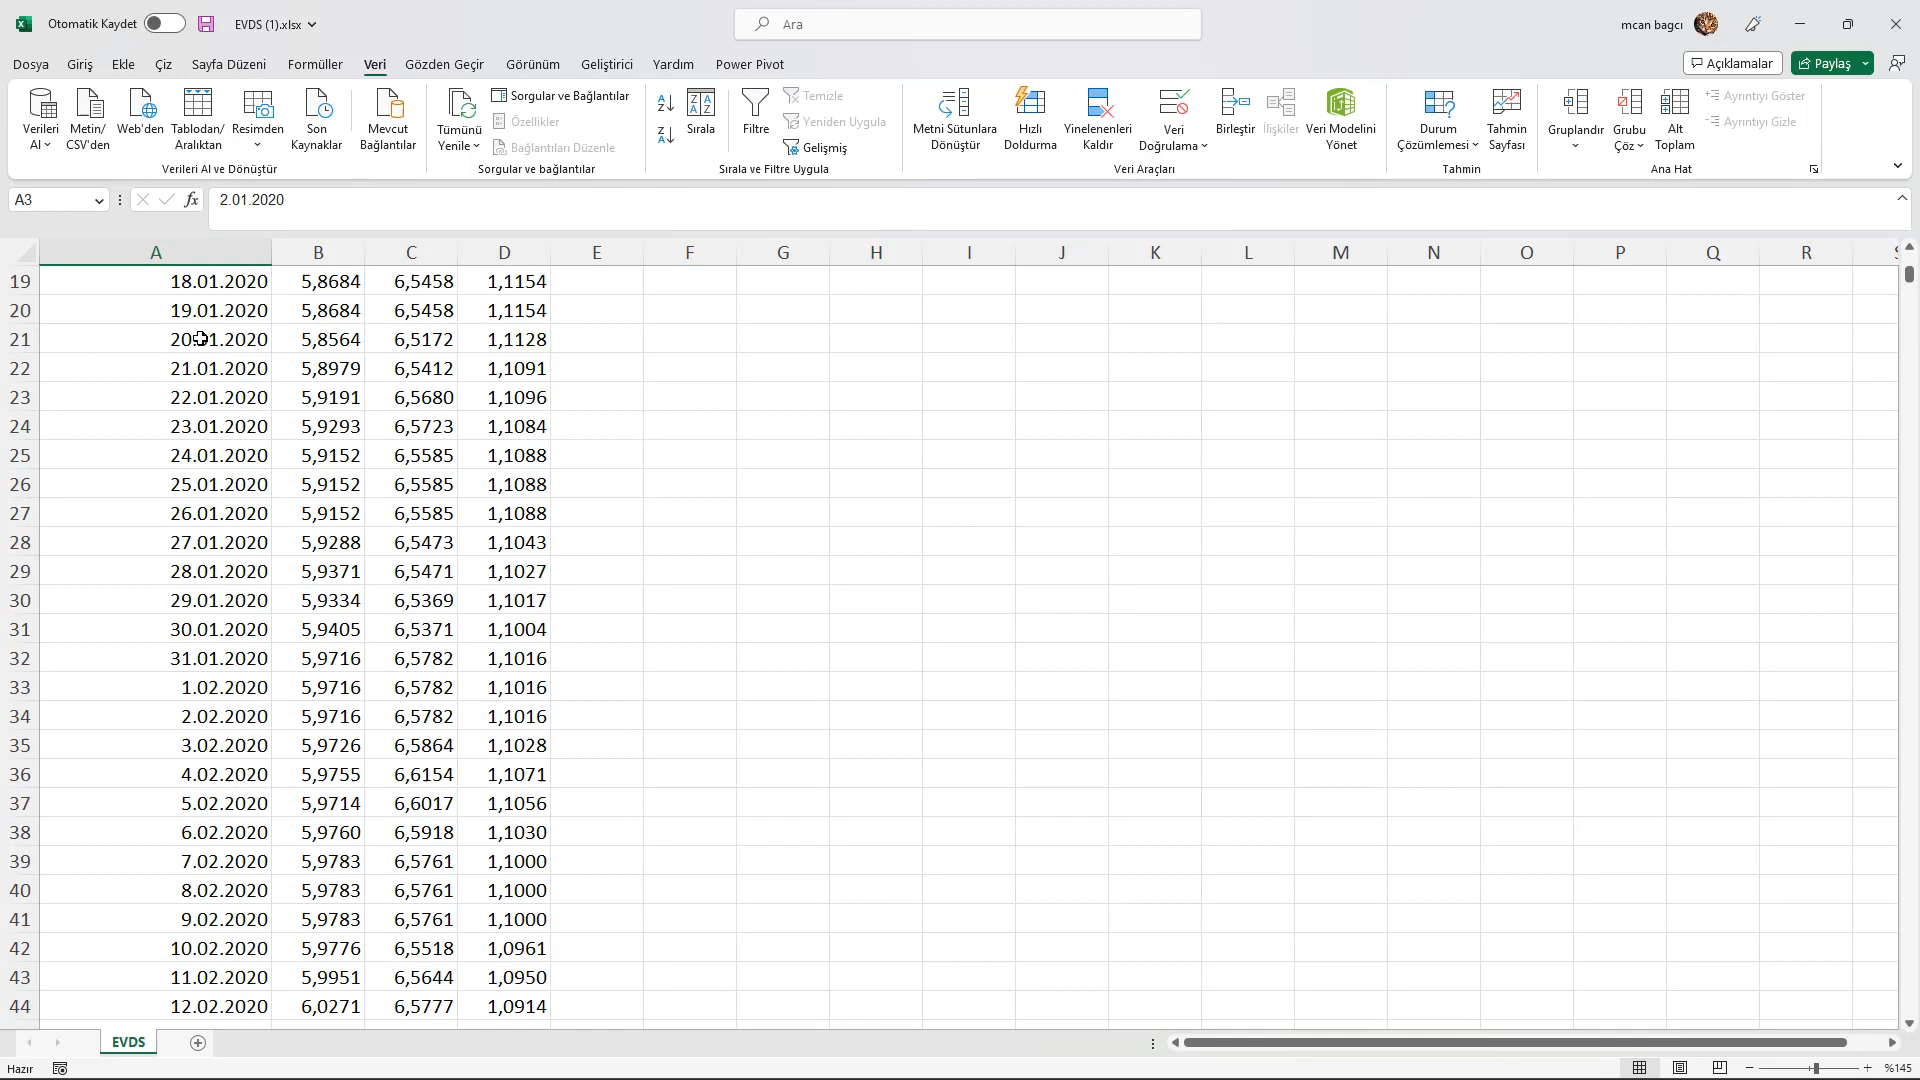 Otomatik Kaydet EVDS (1).xlsx Ara mcan bagcı
Dosya Giriş Ekle Çiz Sayfa Düzeni Formüller Veri Gözden Geçir Görünüm Geliştirici Yardım Power Pivot Açıklamalar Paylaş
Verileri Al Metin/ CSV'den Web'den Tablodan/ Aralıktan Resimden Son Kaynaklar Mevcut Bağlantılar
Verileri Al ve Dönüştür
Tümünü Yenile Sorgular ve Bağlantılar
Özellikler
Bağlantıları Düzenle
Sorgular ve bağlantılar
Sırala Filtre Temizle
Yeniden Uygula
Gelişmiş
Sırala ve Filtre Uygula
Metni Sütunlara Dönüştür Hızlı Doldurma Yinelenenleri Kaldır Veri Doğrulama Birleştir İlişkiler Veri Modelini Yönet
Veri Araçları
Durum Çözümlemesi Tahmin Sayfası
Tahmin
Gruplandır Grubu Çöz Alt Toplam Ayrıntıyı Göster
Ayrıntıyı Gizle
Ana Hat
A3 fx 2.01.2020
A B C D E F G H I J K L M N O P Q R
19 18.01.2020 5,8684 6,5458 1,1154
20 19.01.2020 5,8684 6,5458 1,1154
21 20.01.2020 5,8564 6,5172 1,1128
22 21.01.2020 5,8979 6,5412 1,1091
23 22.01.2020 5,9191 6,5680 1,1096
24 23.01.2020 5,9293 6,5723 1,1084
25 24.01.2020 5,9152 6,5585 1,1088
26 25.01.2020 5,9152 6,5585 1,1088
27 26.01.2020 5,9152 6,5585 1,1088
28 27.01.2020 5,9288 6,5473 1,1043
29 28.01.2020 5,9371 6,5471 1,1027
30 29.01.2020 5,9334 6,5369 1,1017
31 30.01.2020 5,9405 6,5371 1,1004
32 31.01.2020 5,9716 6,5782 1,1016
33 1.02.2020 5,9716 6,5782 1,1016
34 2.02.2020 5,9716 6,5782 1,1016
35 3.02.2020 5,9726 6,5864 1,1028
36 4.02.2020 5,9755 6,6154 1,1071
37 5.02.2020 5,9714 6,6017 1,1056
38 6.02.2020 5,9760 6,5918 1,1030
39 7.02.2020 5,9783 6,5761 1,1000
40 8.02.2020 5,9783 6,5761 1,1000
41 9.02.2020 5,9783 6,5761 1,1000
42 10.02.2020 5,9776 6,5518 1,0961
43 11.02.2020 5,9951 6,5644 1,0950
44 12.02.2020 6,0271 6,5777 1,0914
EVDS
Hazır %145